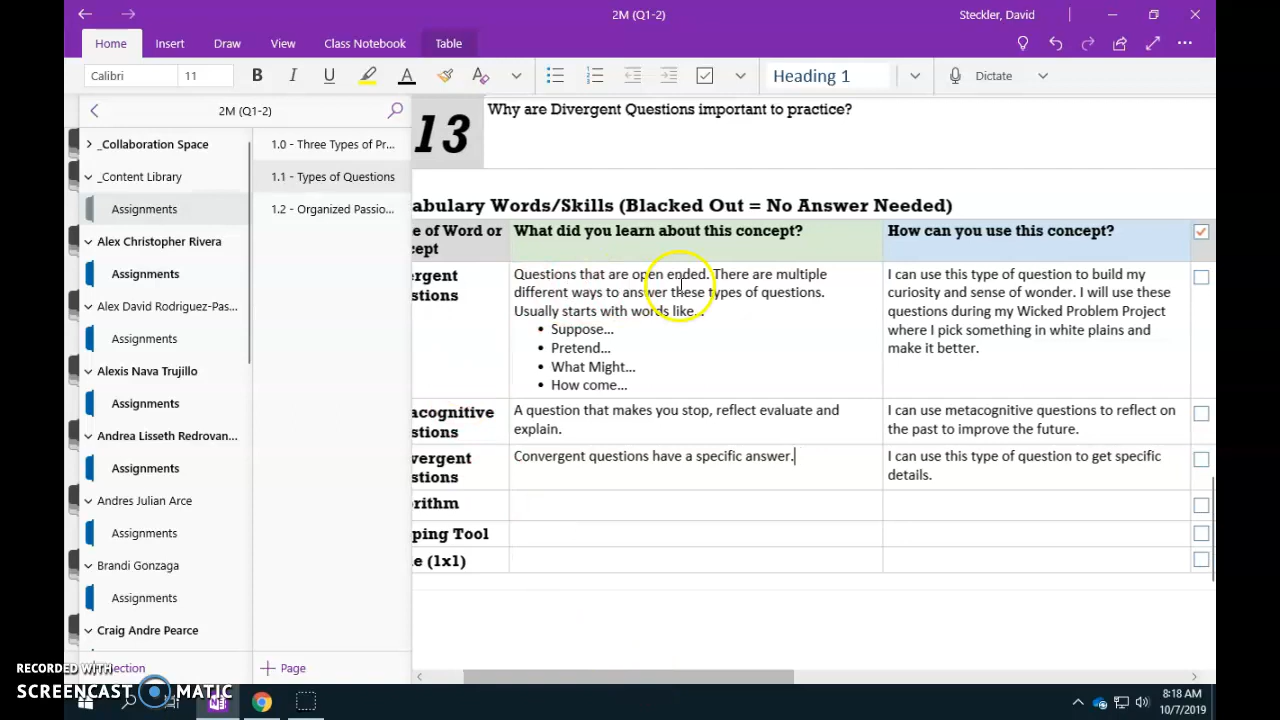 2M (Q1-2)
Steckler, David
Home
Insert
Draw
View
Class Notebook
Table
Calibri
11
B
I
U
A
A
Heading 1
Dictate
2M (Q1-2)
_Collaboration Space
_Content Library
Assignments
Alex Christopher Rivera
Assignments
Alex David Rodriguez-Pas...
Assignments
Alexis Nava Trujillo
Assignments
Andrea Lisseth Redrovan...
Assignments
Andres Julian Arce
Assignments
Brandi Gonzaga
Assignments
Craig Andre Pearce
1.0 - Three Types of Pr...
1.1 - Types of Questions
1.2 - Organized Passio...
Page
13
Why are Divergent Questions important to practice?
abulary Words/Skills (Blacked Out = No Answer Needed)
e of Word or
cept
What did you learn about this concept?
How can you use this concept?
ergent
stions
Questions that are open ended. There are multiple
different ways to answer these types of questions.
Usually starts with words like...
• Suppose...
• Pretend...
• What Might...
• How come...
I can use this type of question to build my
curiosity and sense of wonder. I will use these
questions during my Wicked Problem Project
where I pick something in white plains and
make it better.
acognitive
stions
A question that makes you stop, reflect evaluate and
explain.
I can use metacognitive questions to reflect on
the past to improve the future.
vergent
stions
Convergent questions have a specific answer.
I can use this type of question to get specific
details.
rithm
ping Tool
e (1x1)
RECORDED WITH
SCREENCAST MATIC
ection
8:18 AM
10/7/2019